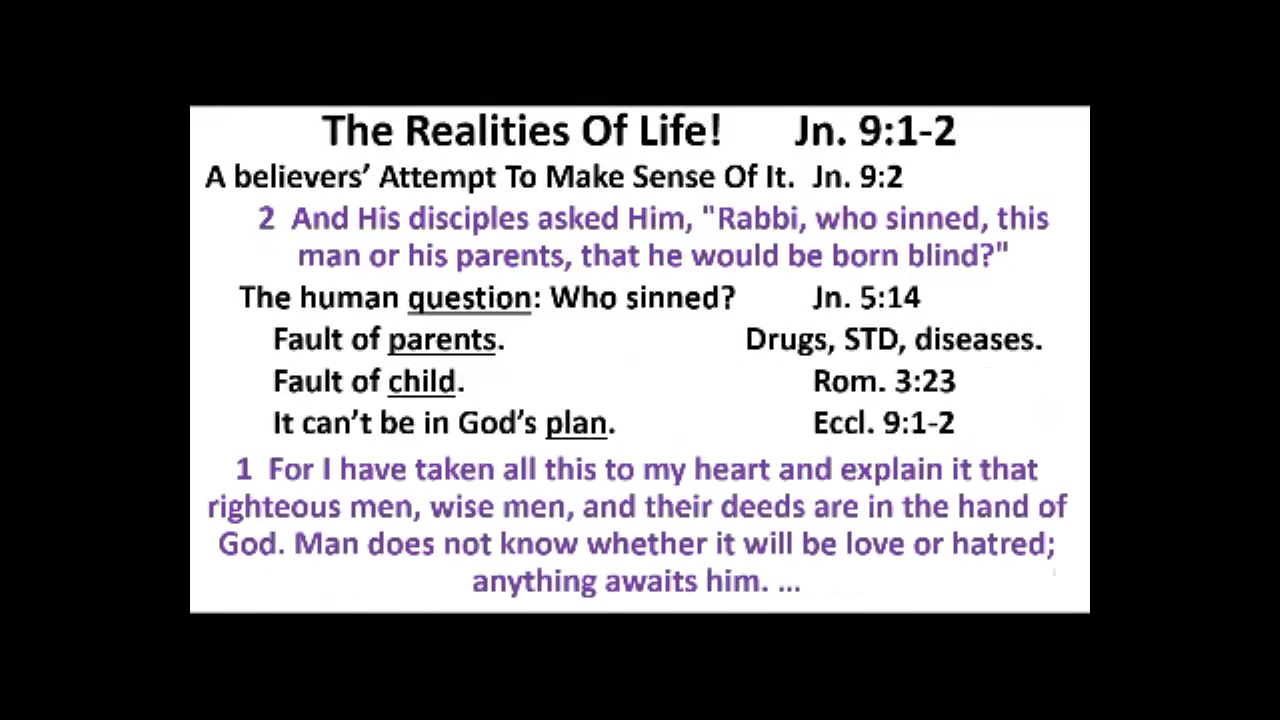 The Realities Of Life! Jn. 9:1-2
A believers’ Attempt To Make Sense Of It. Jn. 9:2
2 And His disciples asked Him, "Rabbi, who sinned, this
man or his parents, that he would be born blind?"
The human question: Who sinned? Jn. 5:14
Fault of parents. Drugs, STD, diseases.
Fault of child. Rom. 3:23
It can’t be in God’s plan. Eccl. 9:1-2
1 For I have taken all this to my heart and explain it that
righteous men, wise men, and their deeds are in the hand of
God. Man does not know whether it will be love or hatred;
anything awaits him. ...